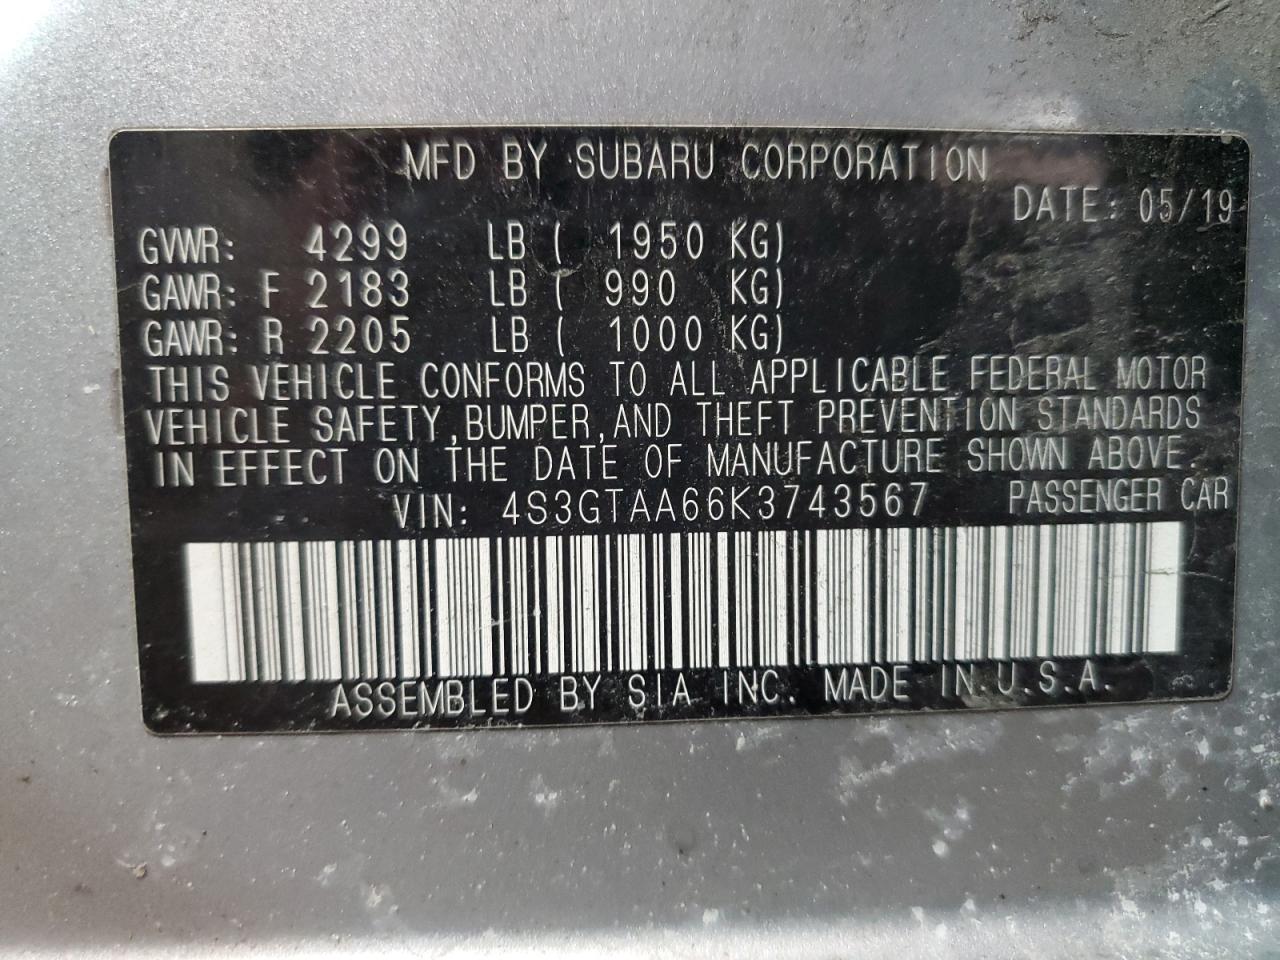 MFD BY SUBARU CORPORATION
DATE: 05/19
GVWR: 4299 LB ( 1950 KG)
GAWR: F 2183 LB ( 990 KG)
GAWR: R 2205 LB ( 1000 KG)
THIS VEHICLE CONFORMS TO ALL APPLICABLE FEDERAL MOTOR
VEHICLE SAFETY, BUMPER, AND THEFT PREVENTION STANDARDS
IN EFFECT ON THE DATE OF MANUFACTURE SHOWN ABOVE.
VIN: 4S3GTAA66K3743567 PASSENGER CAR
ASSEMBLED BY SIA INC. MADE IN U.S.A.